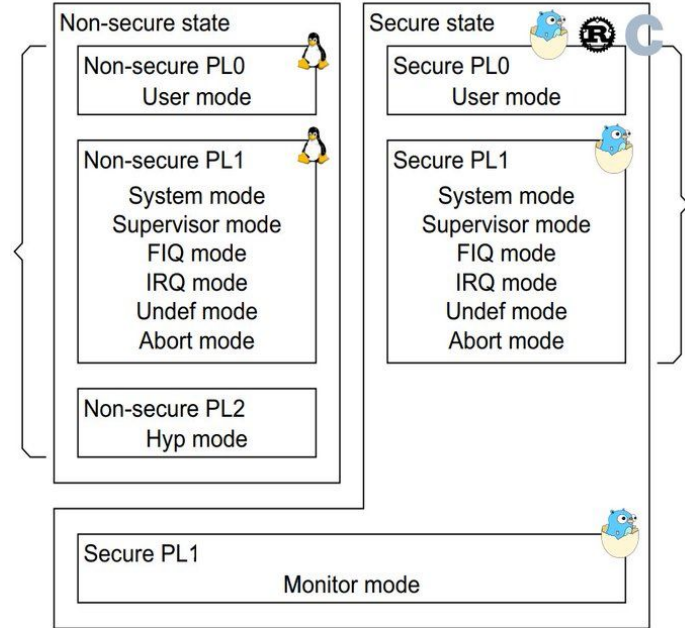 Non-secure state
Non-secure PL0
User mode
Non-secure PL1
System mode
Supervisor mode
FIQ mode
IRQ mode
Undef mode
Abort mode
Non-secure PL2
Hyp mode
Secure state
R
C
Secure PL0
User mode
Secure PL1
System mode
Supervisor mode
FIQ mode
IRQ mode
Undef mode
Abort mode
Secure PL1
Monitor mode